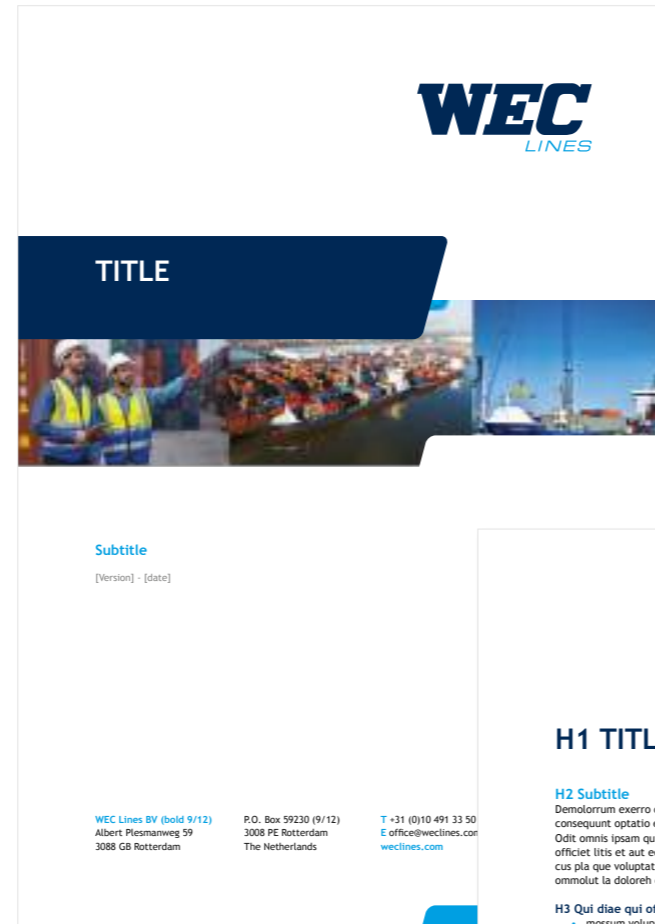 WEC
LINES
TITLE
Subtitle
[Version] - [date]
WEC Lines BV (bold 9/12)
Albert Plesmanweg 59
3088 GB Rotterdam
P.O. Box 59230 (9/12)
3008 PE Rotterdam
The Netherlands
T +31 (0)10 491 33 50
E office@weclines.com
weclines.com
H1 TITL
H2 Subtitle
Demolorrum exerro
consequunt optatio
Odit omnis ipsam qu
officiet litis et aut e
cus pla que voluptat
ommolut la doloreh
H3 Qui diae qui of
mossum volup